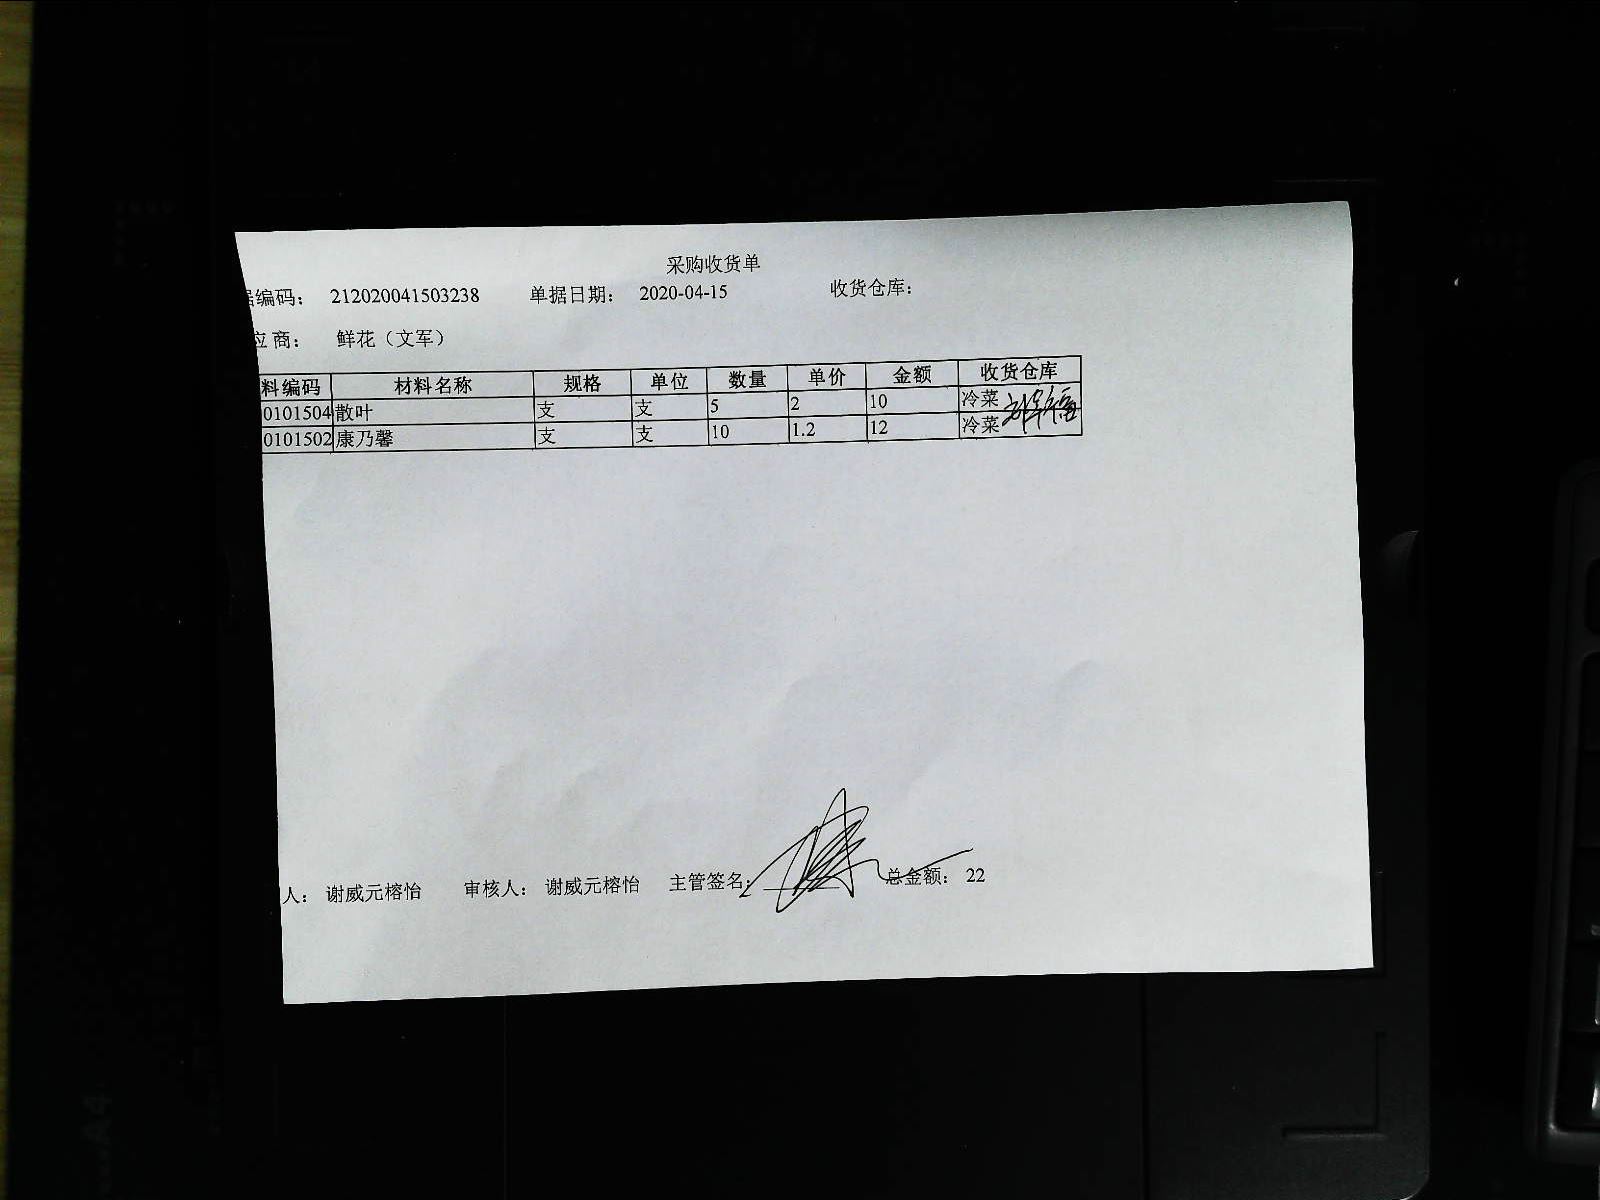 采购收货单
据编码： 212020041503238 单据日期： 2020-04-15 收货仓库：
应商： 鲜花（文军）
料编码 材料名称 规格 单位 数量 单价 金额 收货仓库
0101504 散叶 支 支 5 2 10 冷菜
0101502 康乃馨 支 支 10 1.2 12 冷菜
人： 谢威元榕怡 审核人： 谢威元榕怡 主管签名： 总金额： 22